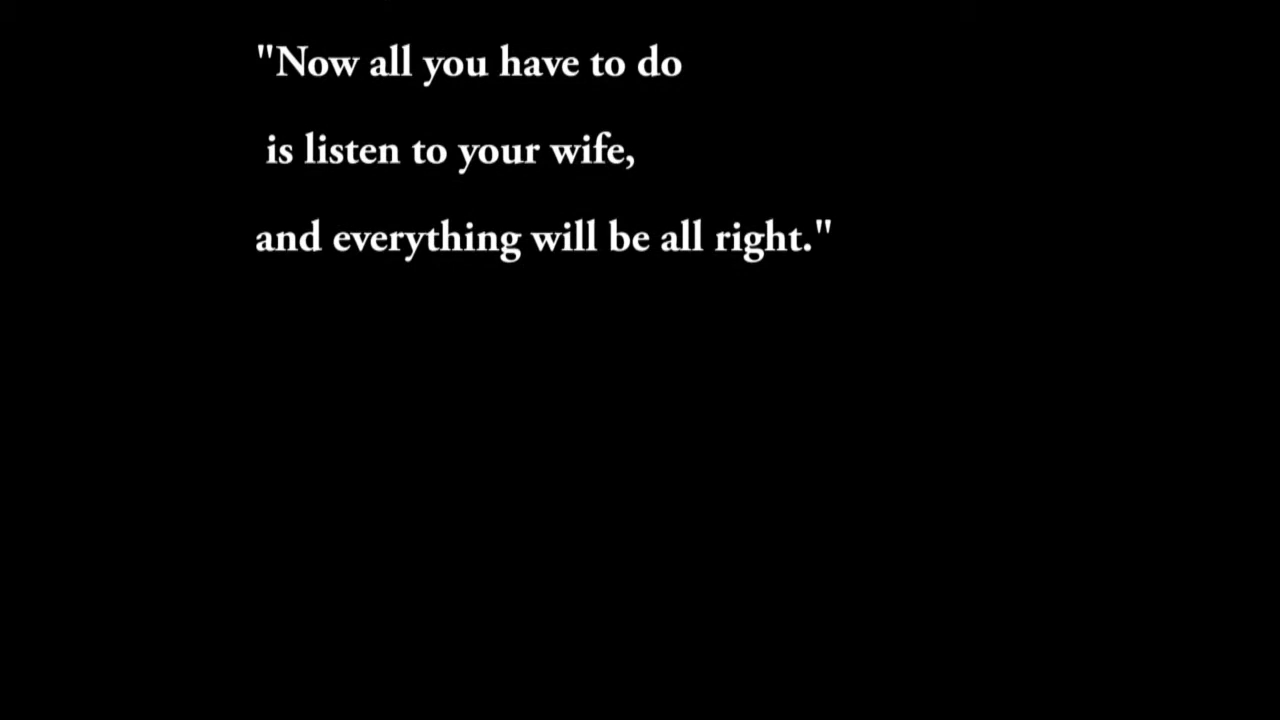 "Now all you have to do
is listen to your wife,
and everything will be all right."